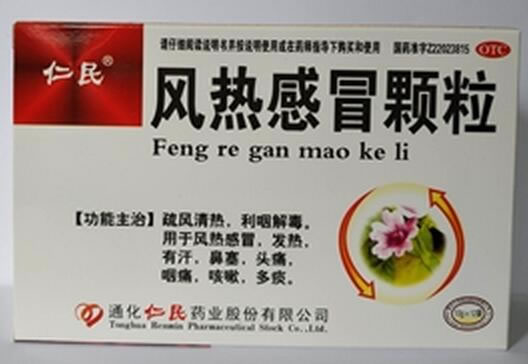 请仔细阅读说明书并按说明使用或在药师指导下购买和使用 国药准字Z22023815 OTC
仁民®
风热感冒颗粒
Feng re gan mao ke li
【功能主治】疏风清热，利咽解毒。
用于风热感冒，发热，
有汗，鼻塞，头痛，
咽痛，咳嗽，多痰。
通化仁民药业股份有限公司
Tonghua Renmin Pharmaceutical Stock Co.,Ltd.